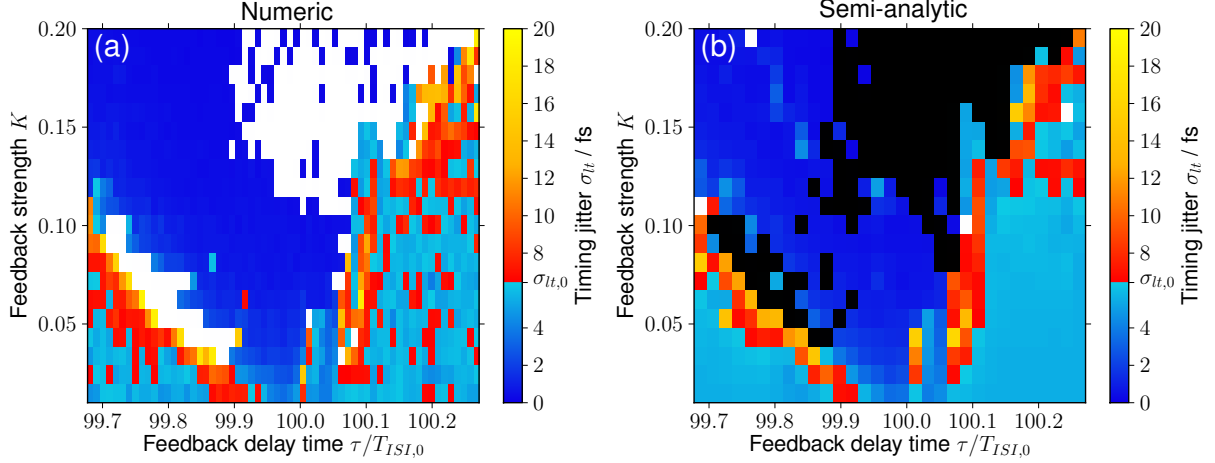 Numeric
(a)
Feedback strength K
0.20
0.15
0.10
0.05
99.7 99.8 99.9 100.0 100.1 100.2
Feedback delay time τ/T_{ISI,0}
20
18
16
14
12
10
8
σ_{lt,0}
4
2
0
Timing jitter σ_{lt} / fs
Semi-analytic
(b)
Feedback strength K
0.20
0.15
0.10
0.05
99.7 99.8 99.9 100.0 100.1 100.2
Feedback delay time τ/T_{ISI,0}
20
18
16
14
12
10
8
σ_{lt,0}
4
2
0
Timing jitter σ_{lt} / fs